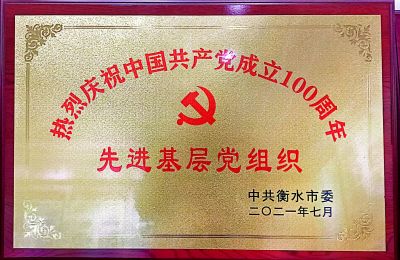 热烈庆祝中国共产党成立100周年
先进基层党组织
中共衡水市委
二〇二一年七月